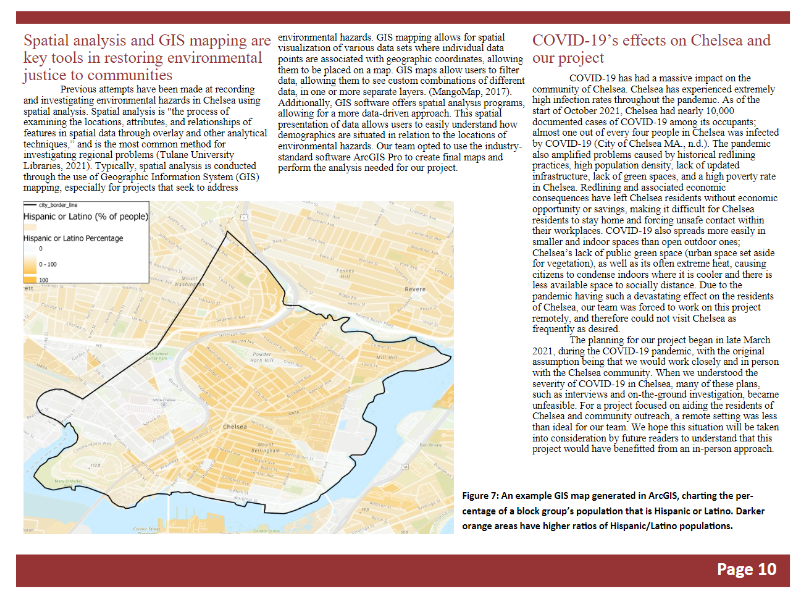 Spatial analysis and GIS mapping are
key tools in restoring environmental
justice to communities
Previous attempts have been made at recording
and investigating environmental hazards in Chelsea using
spatial analysis. Spatial analysis is “the process of
examining the locations, attributes, and relationships of
features in spatial data through overlay and other analytical
techniques,” and is the most common method for
investigating regional problems (Tulane University
Libraries, 2021). Typically, spatial analysis is conducted
through the use of Geographic Information System (GIS)
mapping, especially for projects that seek to address
environmental hazards. GIS mapping allows for spatial
visualization of various data sets where individual data
points are associated with geographic coordinates, allowing
them to be placed on a map. GIS maps allow users to filter
data, allowing them to see custom combinations of different
data, in one or more separate layers. (MangoMap, 2017).
Additionally, GIS software offers spatial analysis programs,
allowing for a more data-driven approach. This spatial
presentation of data allows users to easily understand how
demographics are situated in relation to the locations of
environmental hazards. Our team opted to use the industry-
standard software ArcGIS Pro to create final maps and
perform the analysis needed for our project.
city_border_line
Hispanic or Latino (% of people)
Hispanic or Latino Percentage
0
0 - 100
100
Revere
Chelsea
COVID-19’s effects on Chelsea and
our project
COVID-19 has had a massive impact on the
community of Chelsea. Chelsea has experienced extremely
high infection rates throughout the pandemic. As of the
start of October 2021, Chelsea had nearly 10,000
documented cases of COVID-19 among its occupants;
almost one out of every four people in Chelsea was infected
by COVID-19 (City of Chelsea MA., n.d.). The pandemic
also amplified problems caused by historical redlining
practices, high population density, lack of updated
infrastructure, lack of green spaces, and a high poverty rate
in Chelsea. Redlining and associated economic
consequences have left Chelsea residents without economic
opportunity or savings, making it difficult for Chelsea
residents to stay home and forcing unsafe contact within
their workplaces. COVID-19 also spreads more easily in
smaller and indoor spaces than open outdoor ones;
Chelsea’s lack of public green space (urban space set aside
for vegetation), as well as its often extreme heat, causing
citizens to condense indoors where it is cooler and there is
less available space to socially distance. Due to the
pandemic having such a devastating effect on the residents
of Chelsea, our team was forced to work on this project
remotely, and therefore could not visit Chelsea as
frequently as desired.
The planning for our project began in late March
2021, during the COVID-19 pandemic, with the original
assumption being that we would work closely and in person
with the Chelsea community. When we understood the
severity of COVID-19 in Chelsea, many of these plans,
such as interviews and on-the-ground investigation, became
unfeasible. For a project focused on aiding the residents of
Chelsea and community outreach, a remote setting was less
than ideal for our team. We hope this situation will be taken
into consideration by future readers to understand that this
project would have benefitted from an in-person approach.
Figure 7: An example GIS map generated in ArcGIS, charting the per-
centage of a block group’s population that is Hispanic or Latino. Darker
orange areas have higher ratios of Hispanic/Latino populations.
Page 10